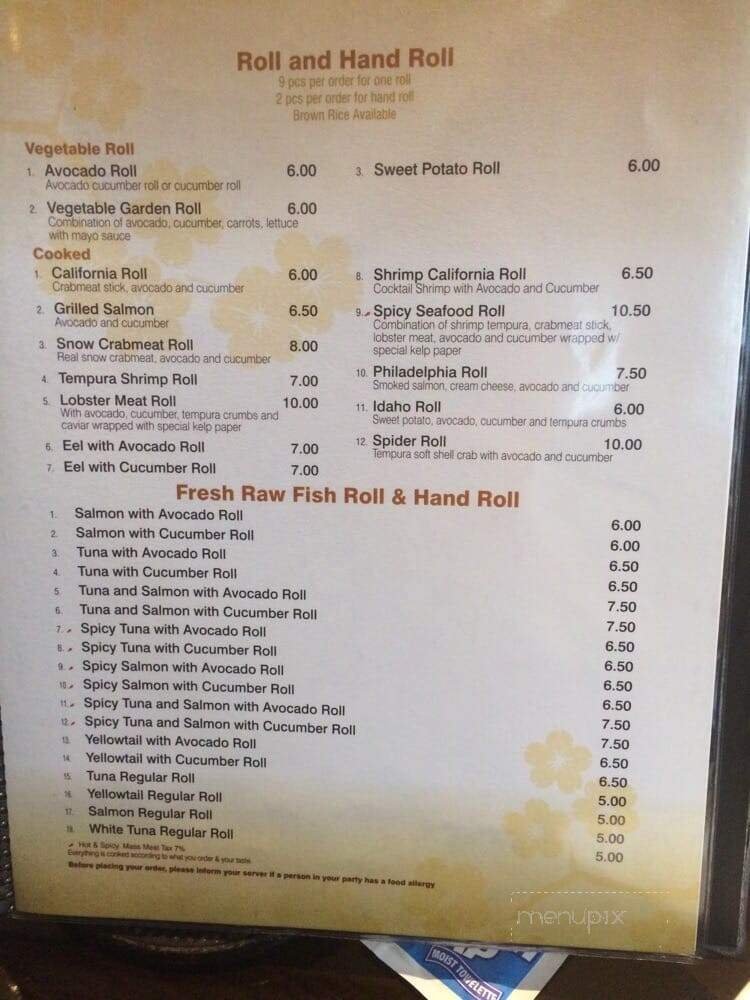 Roll and Hand Roll
9 pcs per order for one roll
2 pcs per order for hand roll
Brown Rice Available
Vegetable Roll
1. Avocado Roll 6.00
Avocado cucumber roll or cucumber roll
2. Vegetable Garden Roll 6.00
Combination of avocado, cucumber, carrots, lettuce
with mayo sauce
3. Sweet Potato Roll 6.00
Cooked
1. California Roll 6.00
Crabmeat stick, avocado and cucumber
2. Grilled Salmon 6.50
Avocado and cucumber
3. Snow Crabmeat Roll 8.00
Real snow crabmeat, avocado and cucumber
4. Tempura Shrimp Roll 7.00
5. Lobster Meat Roll 10.00
With avocado, cucumber, tempura crumbs and
caviar wrapped with special kelp paper
6. Eel with Avocado Roll 7.00
7. Eel with Cucumber Roll 7.00
8. Shrimp California Roll 6.50
Cocktail Shrimp with Avocado and Cucumber
9. Spicy Seafood Roll 10.50
Combination of shrimp tempura, crabmeat stick,
lobster meat, avocado and cucumber wrapped w/
special kelp paper
10. Philadelphia Roll 7.50
Smoked salmon, cream cheese, avocado and cucumber
11. Idaho Roll 6.00
Sweet potato, avocado, cucumber and tempura crumbs
12. Spider Roll 10.00
Tempura soft shell crab with avocado and cucumber
Fresh Raw Fish Roll & Hand Roll
1. Salmon with Avocado Roll 6.00
2. Salmon with Cucumber Roll 6.00
3. Tuna with Avocado Roll 6.50
4. Tuna with Cucumber Roll 6.50
5. Tuna and Salmon with Avocado Roll 7.50
6. Tuna and Salmon with Cucumber Roll 7.50
7. Spicy Tuna with Avocado Roll 6.50
8. Spicy Tuna with Cucumber Roll 6.50
9. Spicy Salmon with Avocado Roll 6.50
10. Spicy Salmon with Cucumber Roll 6.50
11. Spicy Tuna and Salmon with Avocado Roll 7.50
12. Spicy Tuna and Salmon with Cucumber Roll 7.50
13. Yellowtail with Avocado Roll 6.50
14. Yellowtail with Cucumber Roll 6.50
15. Tuna Regular Roll 5.00
16. Yellowtail Regular Roll 5.00
17. Salmon Regular Roll 5.00
18. White Tuna Regular Roll 5.00
Hot & Spicy. Mass Meal Tax 7%
Everything is cooked according to what you order & your taste.
Before placing your order, please inform your server if a person in your party has a food allergy
menupix
MOIST TOWELETTE